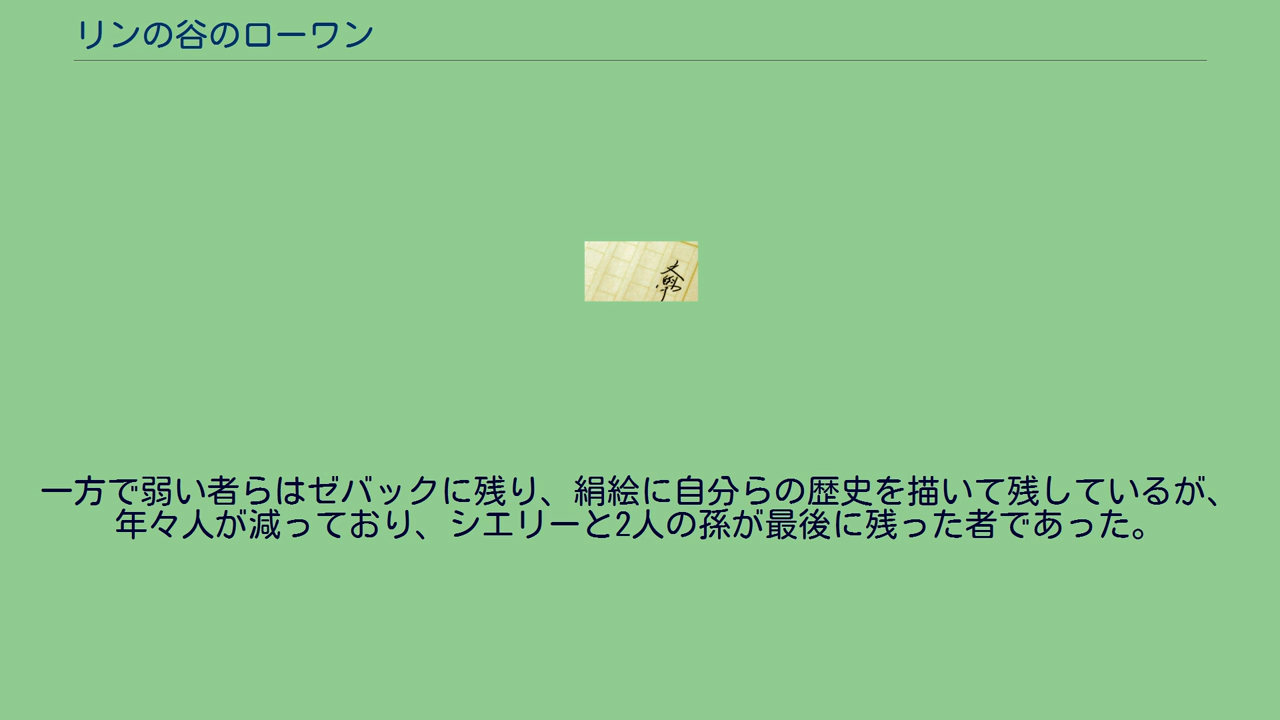 リンの谷のローワン
一方で弱い者らはゼバックに残り、絹絵に自分らの歴史を描いて残しているが、
年々人が減っており、シエリーと2人の孫が最後に残った者であった。